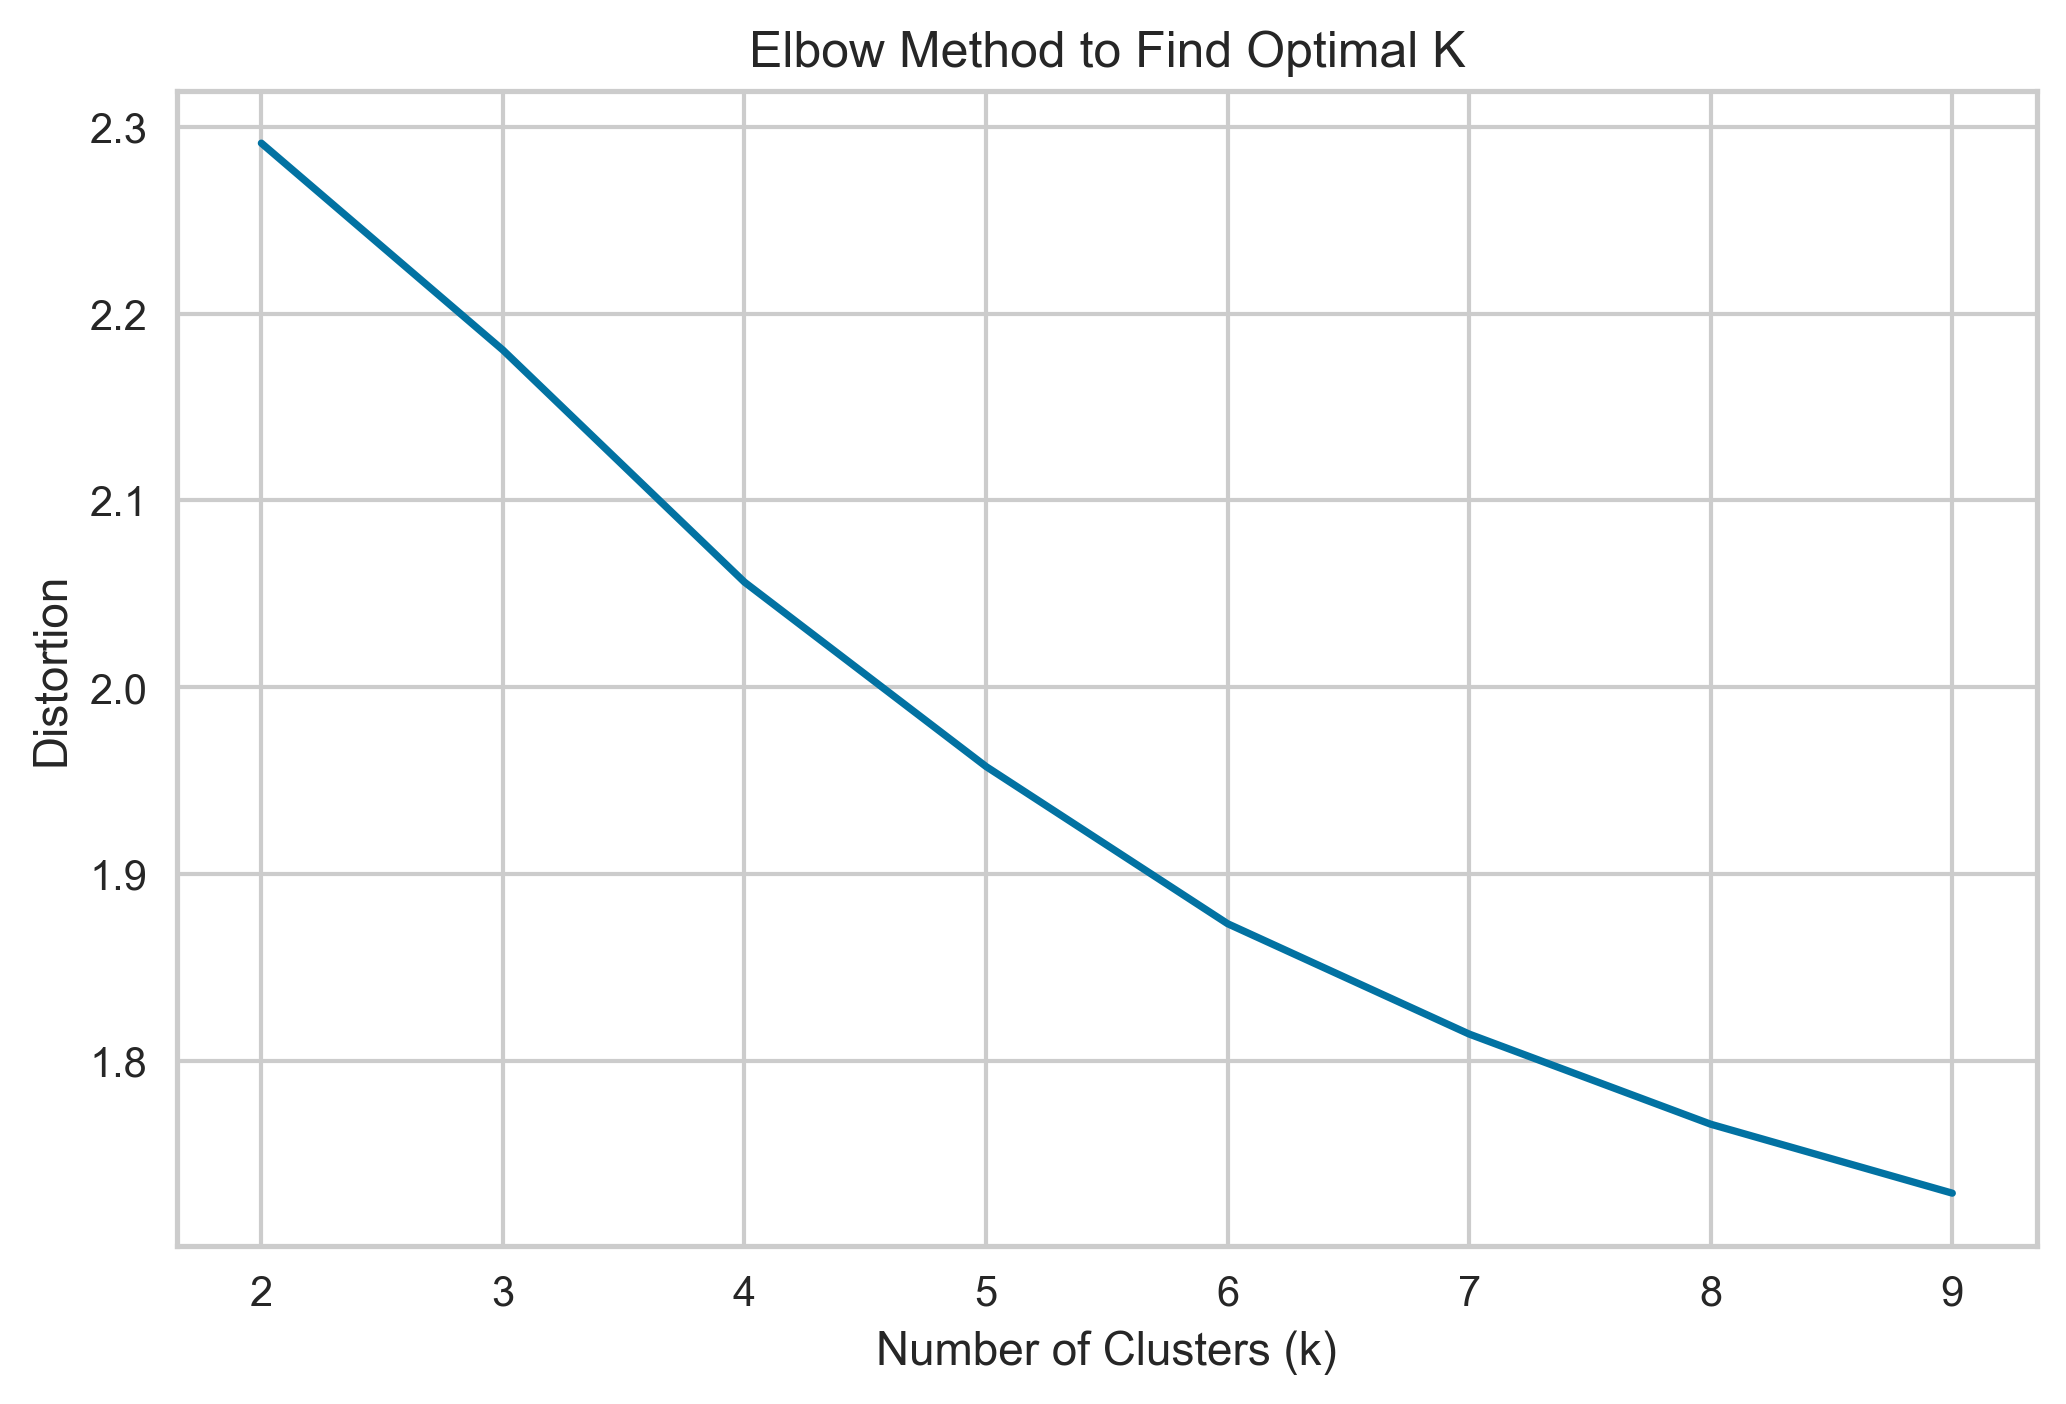 Elbow Method to Find Optimal K
2.3
2.2
2.1
2.0
1.9
1.8
Distortion
2 3 4 5 6 7 8 9
Number of Clusters (k)